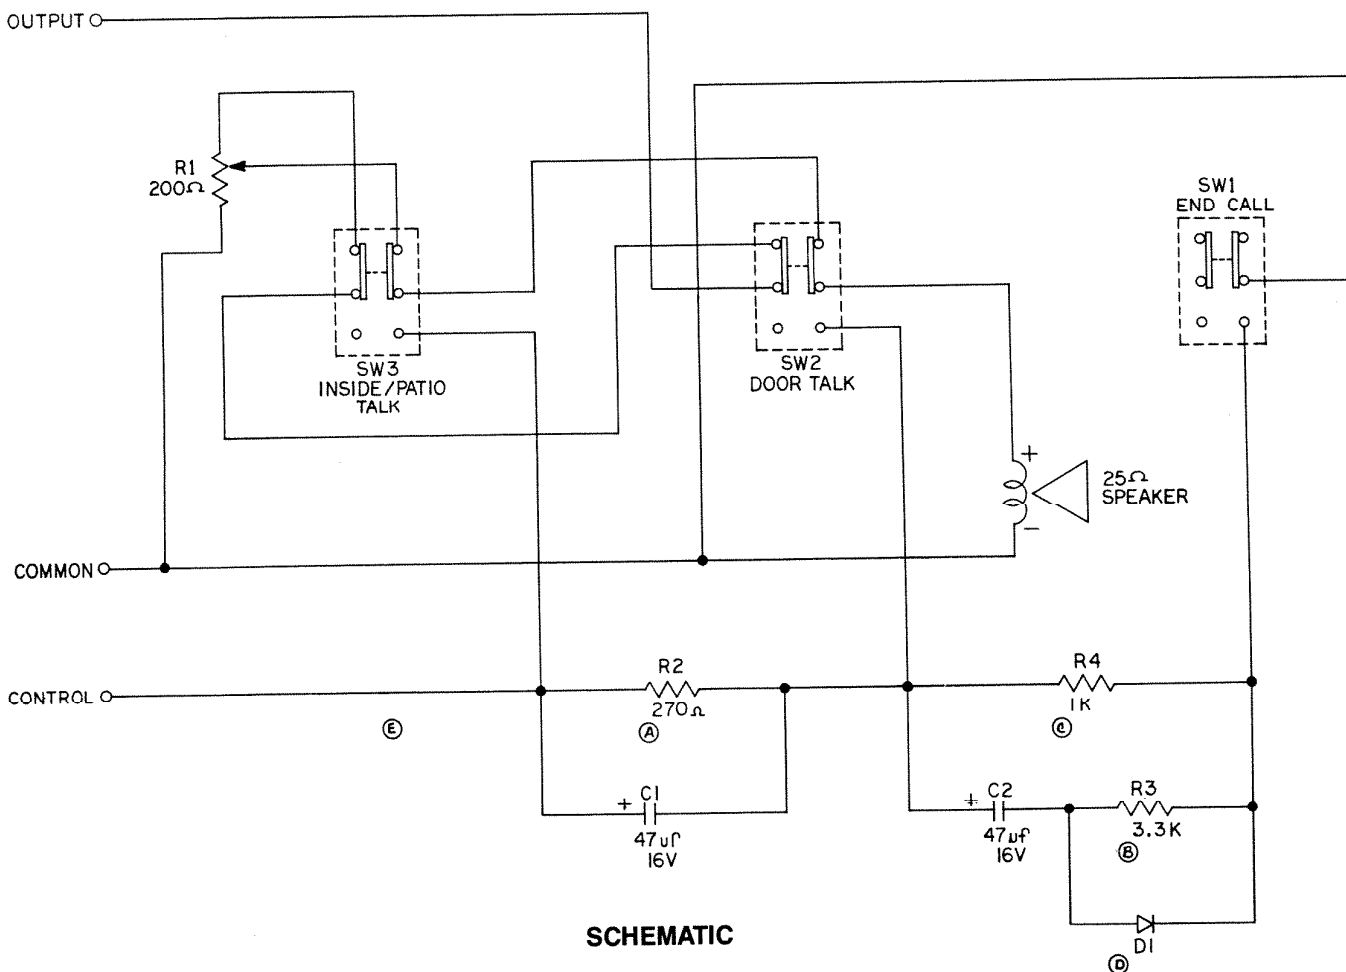 OUTPUT
R1
200Ω
SW1
END CALL
SW3
INSIDE/PATIO
TALK
SW2
DOOR TALK
+
25Ω
SPEAKER
−
COMMON
CONTROL
R2
270Ω
R4
1K
E
A
C
+ C1
47uf
16V
+ C2
47uf
16V
R3
3.3K
B
SCHEMATIC
D1
D